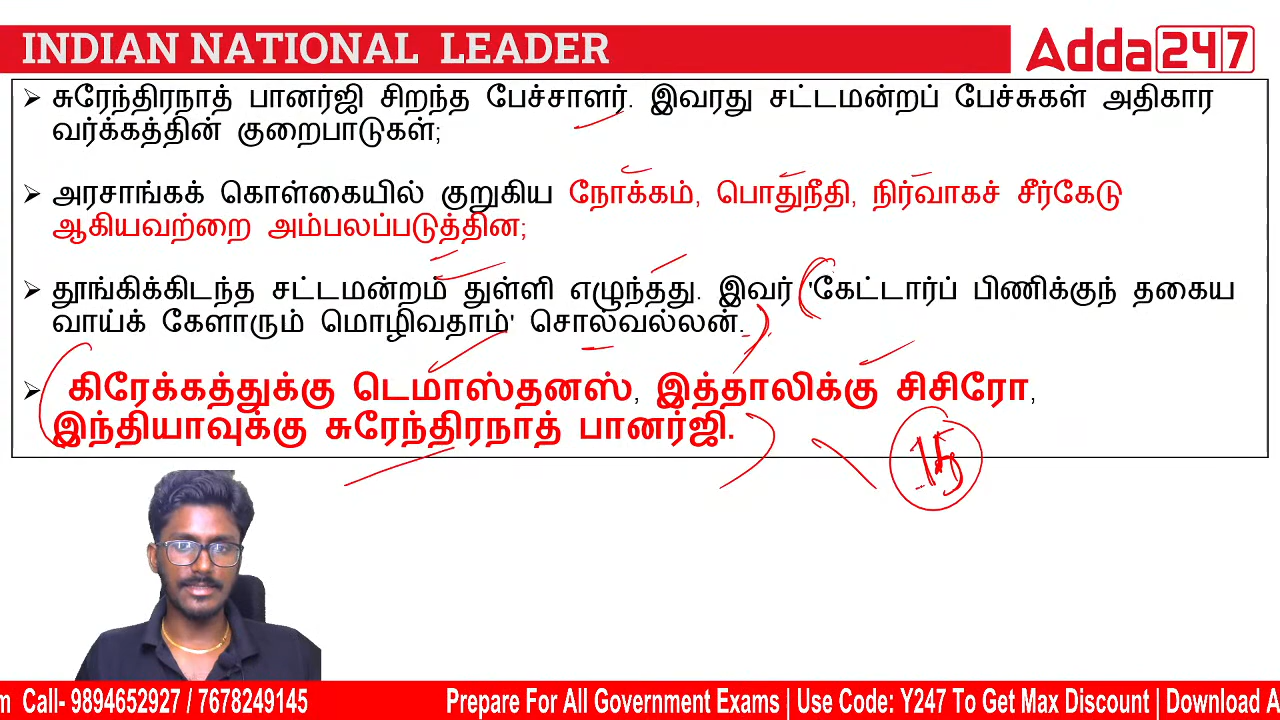 INDIAN NATIONAL LEADER
Adda247
சுரேந்திரநாத் பானர்ஜி சிறந்த பேச்சாளர். இவரது சட்டமன்றப் பேச்சுகள் அதிகார
வர்க்கத்தின் குறைபாடுகள்;
அரசாங்கக் கொள்கையில் குறுகிய நோக்கம், பொதுநீதி, நிர்வாகச் சீர்கேடு
ஆகியவற்றை அம்பலப்படுத்தின;
தூங்கிக்கிடந்த சட்டமன்றம் துள்ளி எழுந்தது. இவர் 'கேட்டார்ப் பிணிக்குந் தகைய
வாய்க் கேளாரும் மொழிவதாம்' சொல்வல்லன்.
கிரேக்கத்துக்கு டெமாஸ்தனஸ், இத்தாலிக்கு சிசிரோ,
இந்தியாவுக்கு சுரேந்திரநாத் பானர்ஜி.
m Call- 9894652927 / 7678249145 Prepare For All Government Exams | Use Code: Y247 To Get Max Discount | Download A